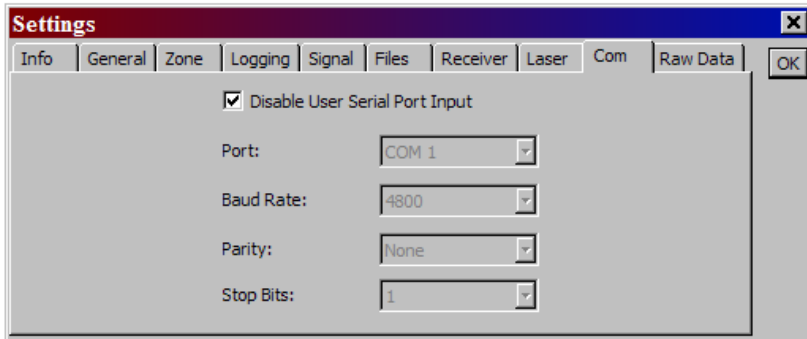 Settings
Info General Zone Logging Signal Files Receiver Laser Com Raw Data OK
Disable User Serial Port Input
Port: COM 1
Baud Rate: 4800
Parity: None
Stop Bits: 1